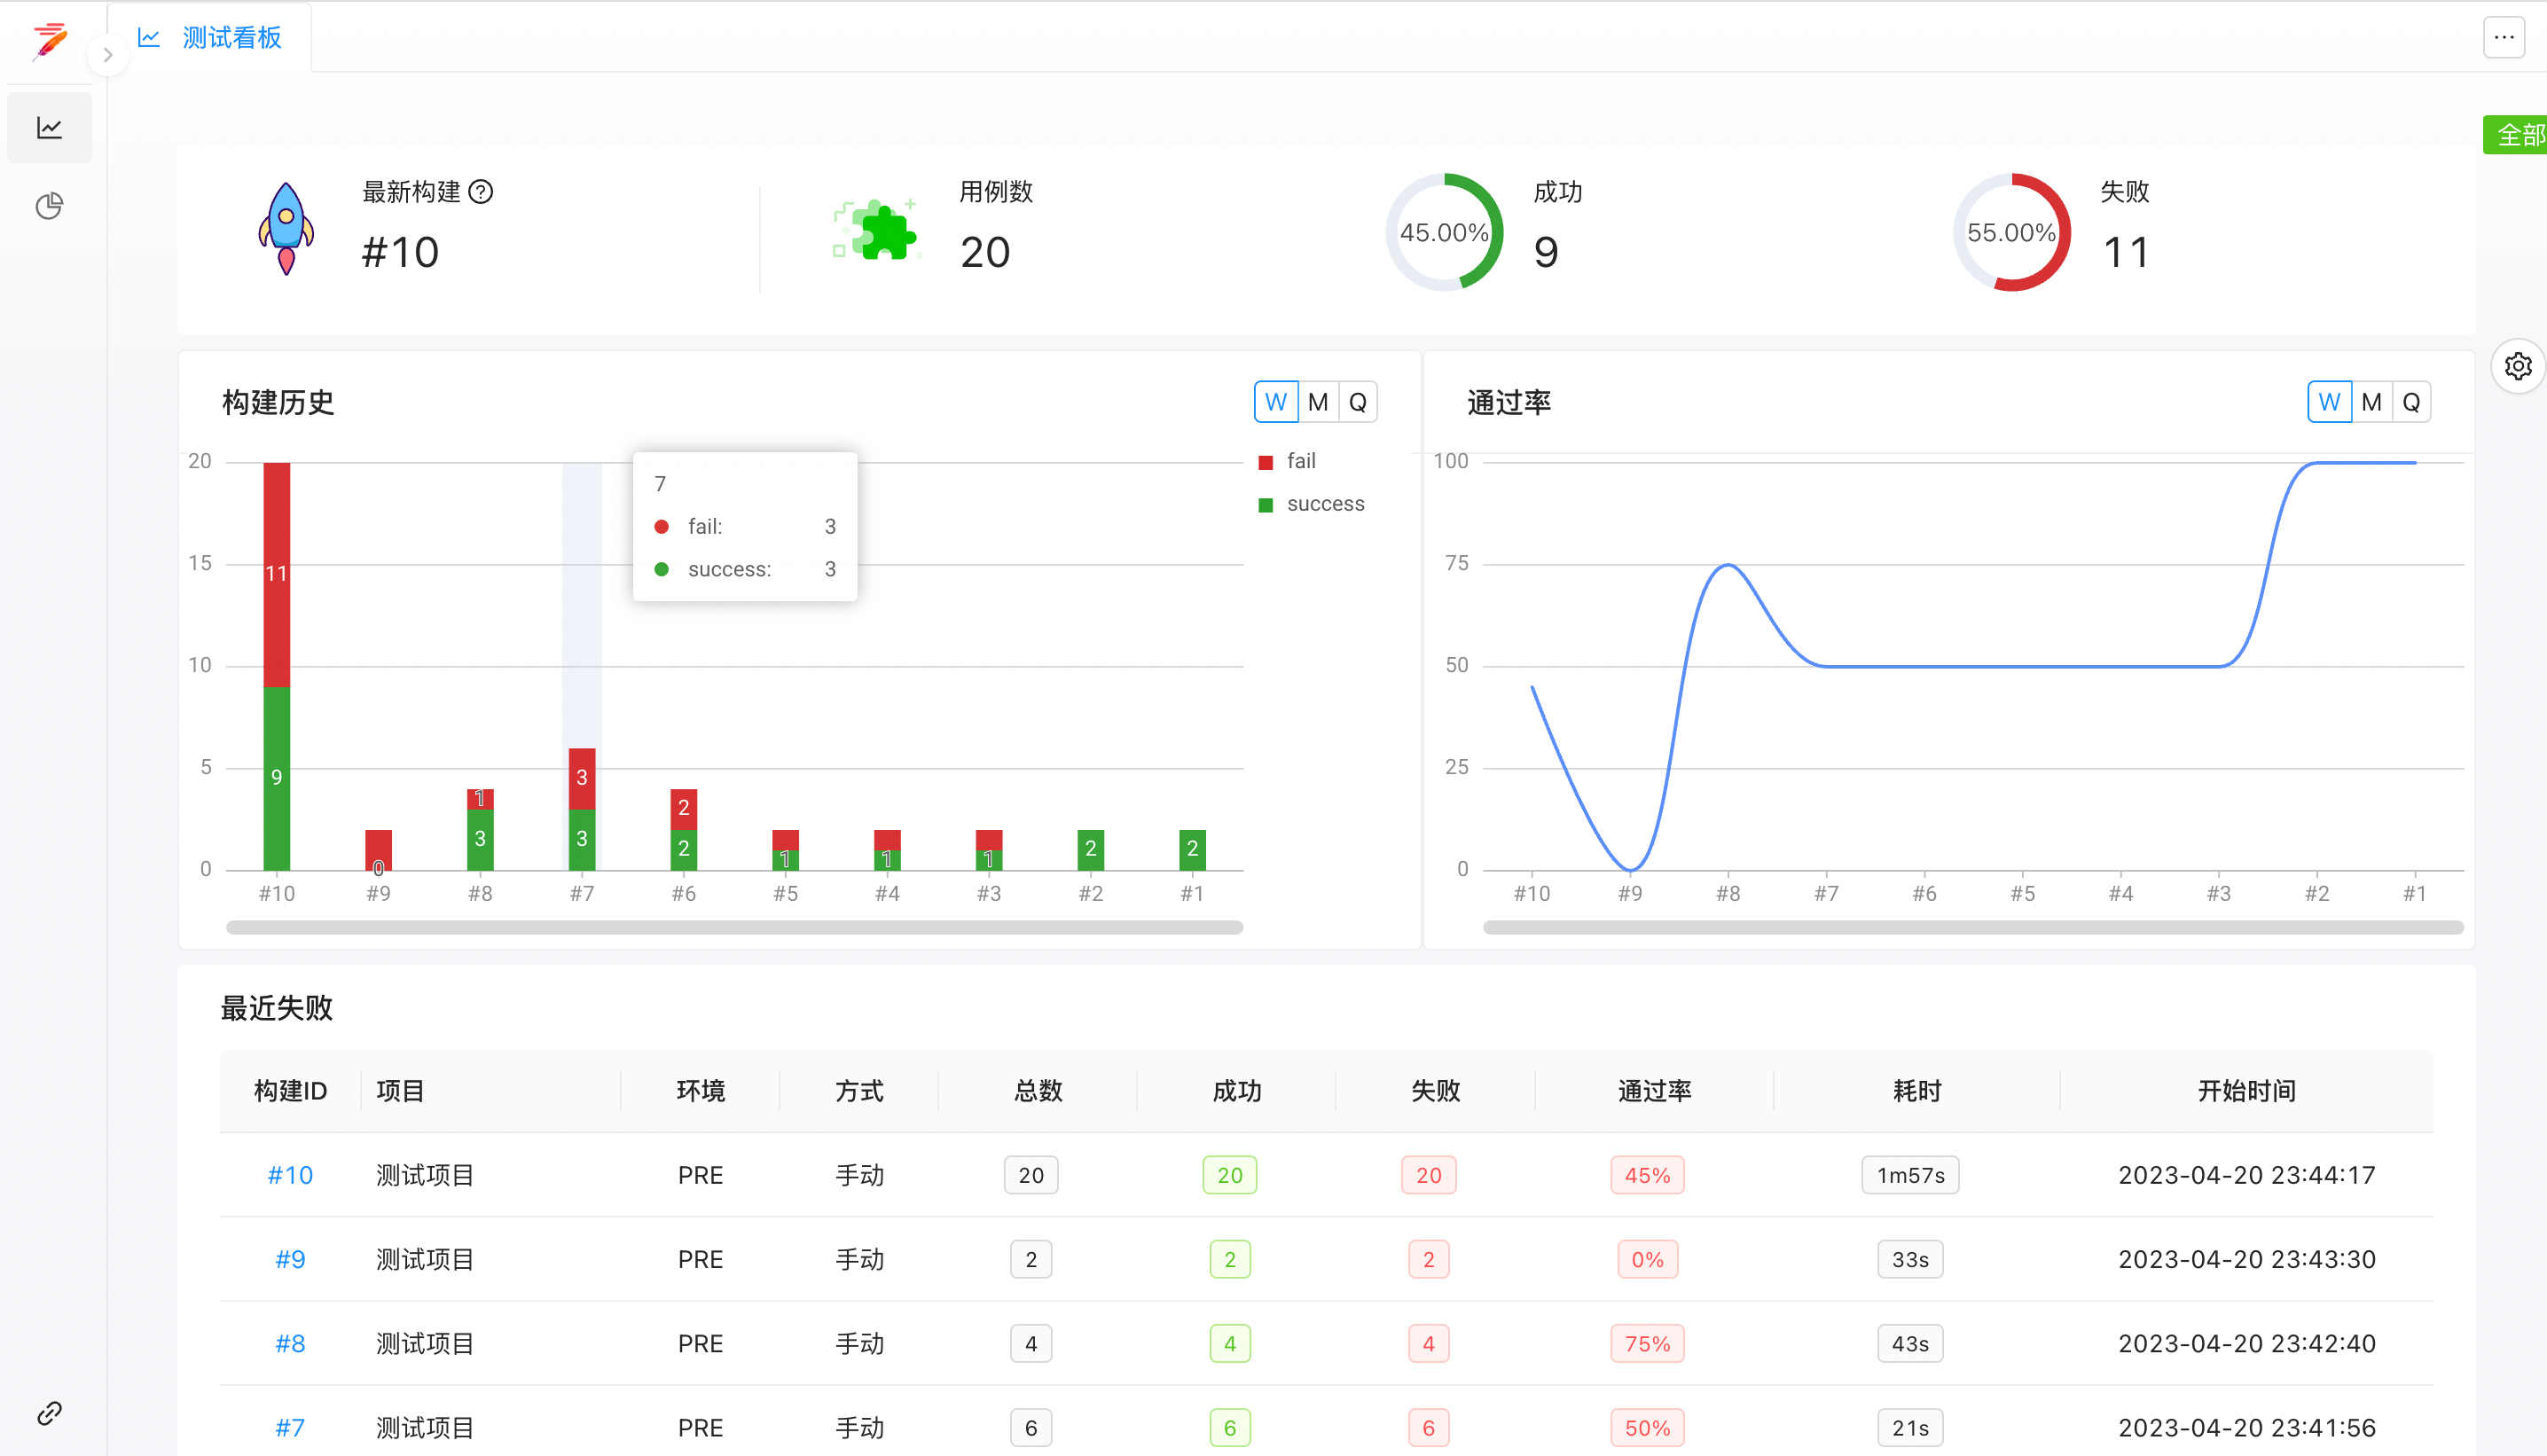 测试看板
...
全部
最新构建
#10
用例数
20
45.00%
成功
9
55.00%
失败
11
构建历史
W M Q
20
15
10
5
0
11
9
0
1
3
3
3
2
2
1
1
1
2
2
7
fail: 3
success: 3
fail
success
#10 #9 #8 #7 #6 #5 #4 #3 #2 #1
通过率
W M Q
100
75
50
25
0
#10 #9 #8 #7 #6 #5 #4 #3 #2 #1
最近失败
构建ID 项目 环境 方式 总数 成功 失败 通过率 耗时 开始时间
#10 测试项目 PRE 手动 20 20 20 45% 1m57s 2023-04-20 23:44:17
#9 测试项目 PRE 手动 2 2 2 0% 33s 2023-04-20 23:43:30
#8 测试项目 PRE 手动 4 4 4 75% 43s 2023-04-20 23:42:40
#7 测试项目 PRE 手动 6 6 6 50% 21s 2023-04-20 23:41:56